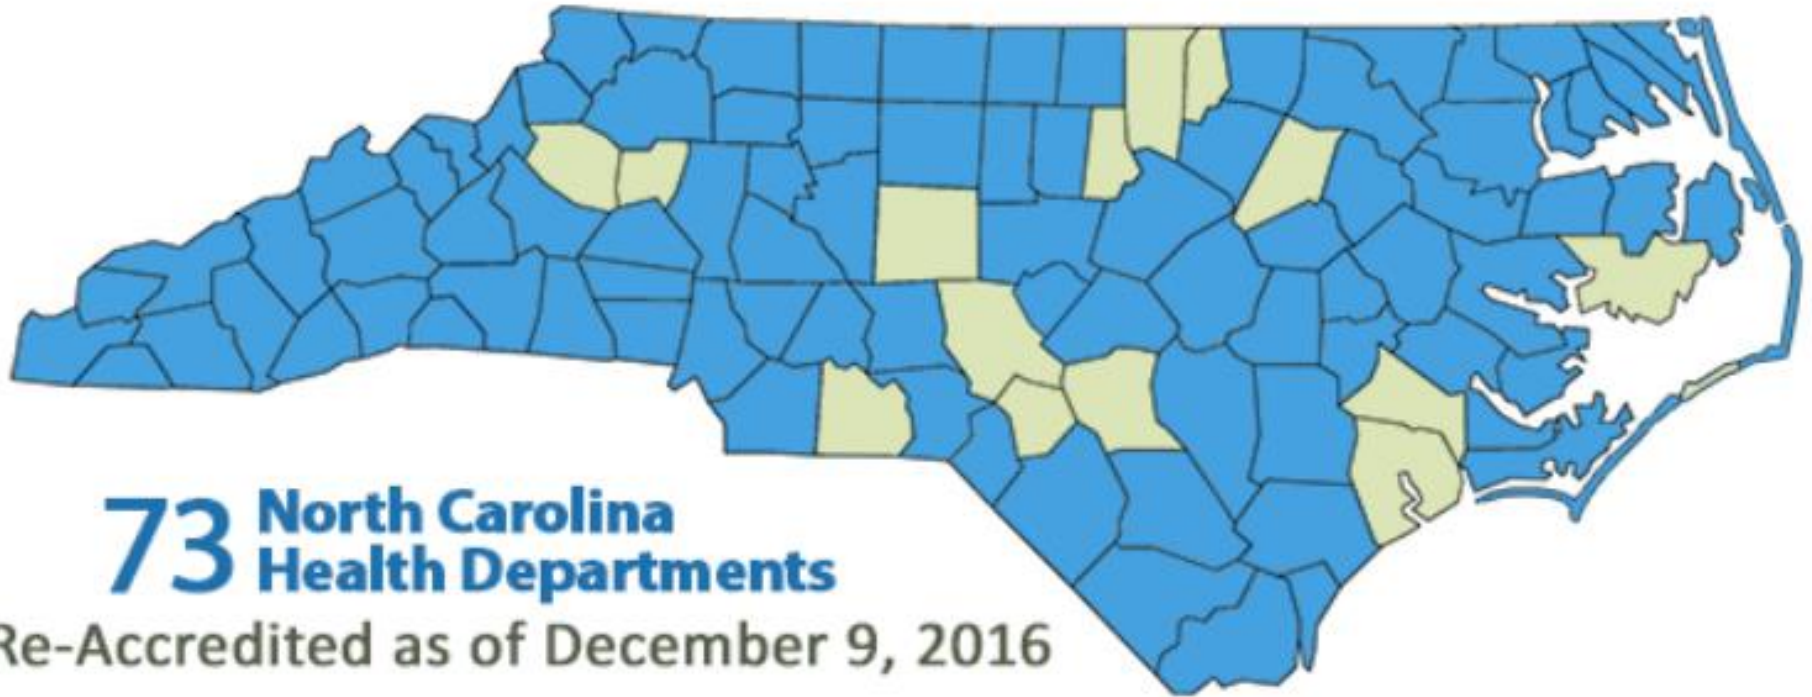 73 North Carolina
Health Departments
Re-Accredited as of December 9, 2016